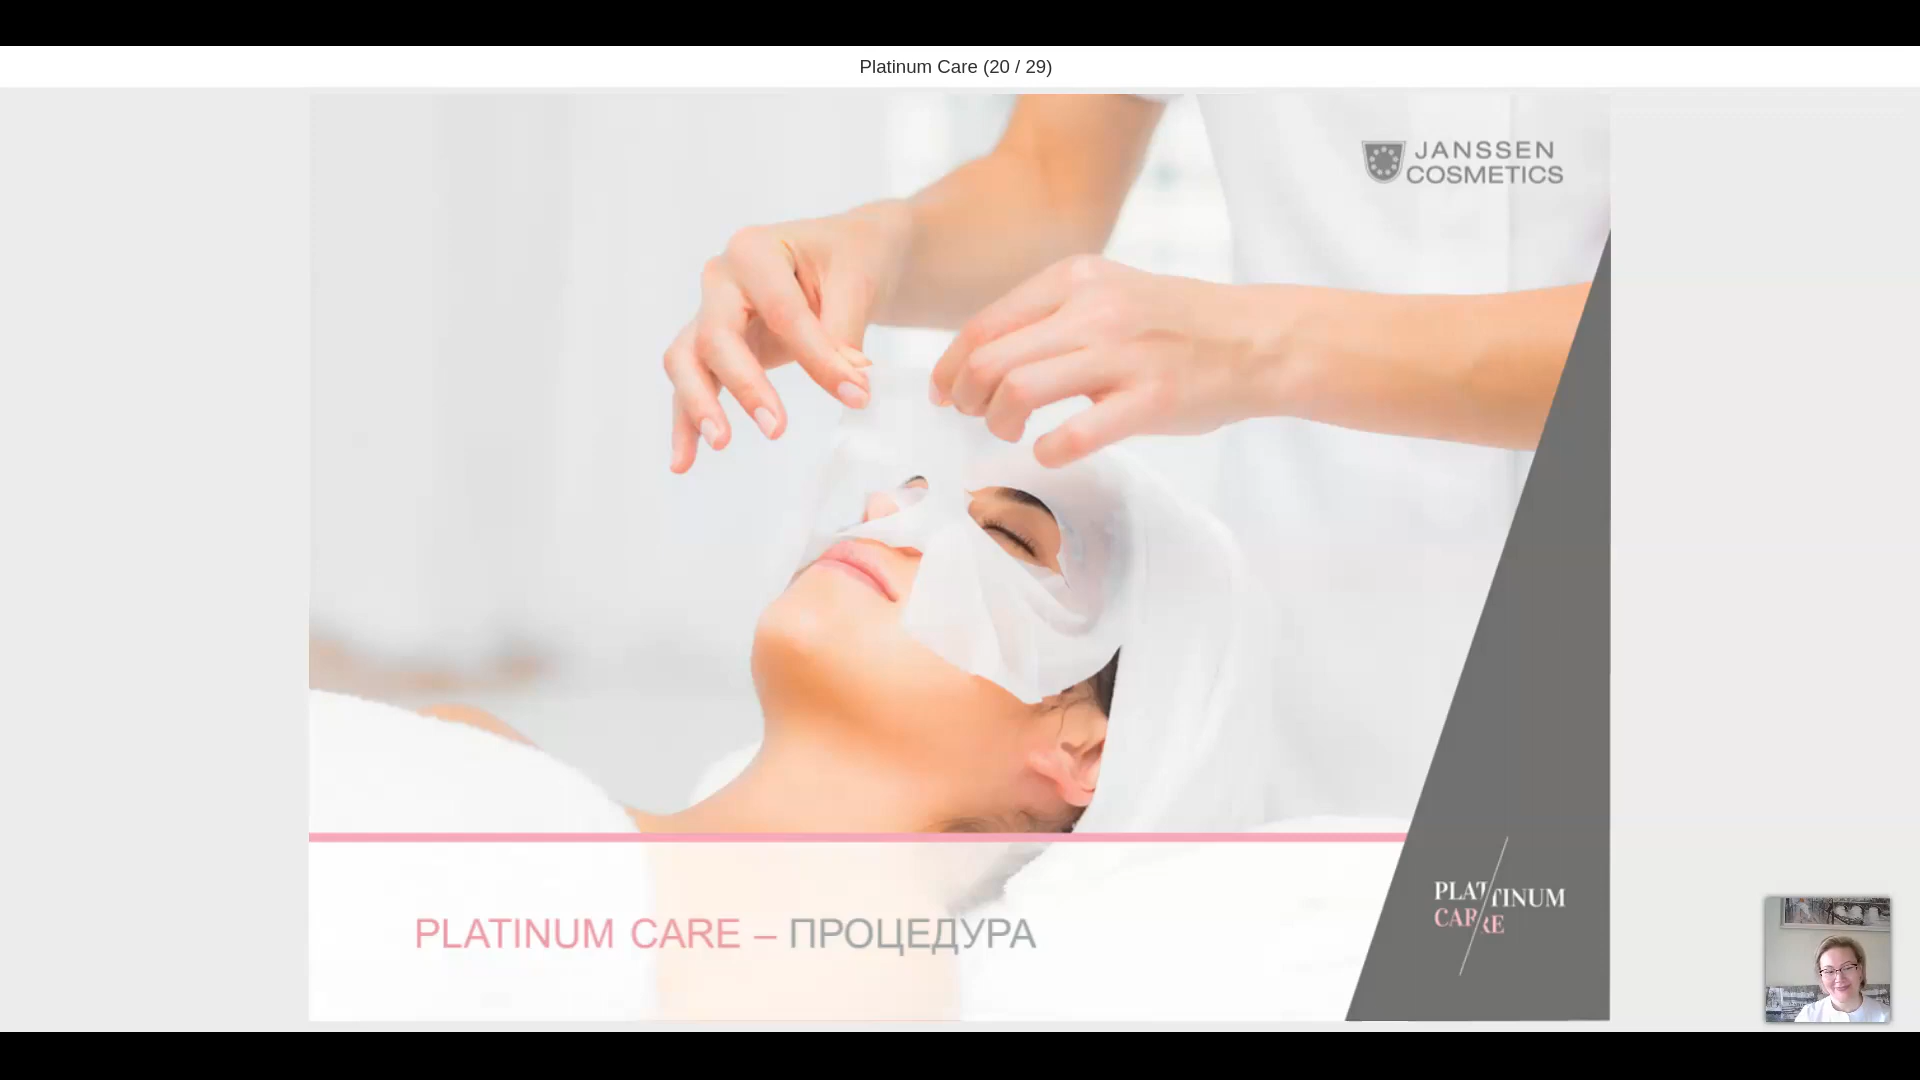 Platinum Care (20 / 29)
JANSSEN
COSMETICS
PLATINUM
CARE
PLATINUM CARE – ПРОЦЕДУРА